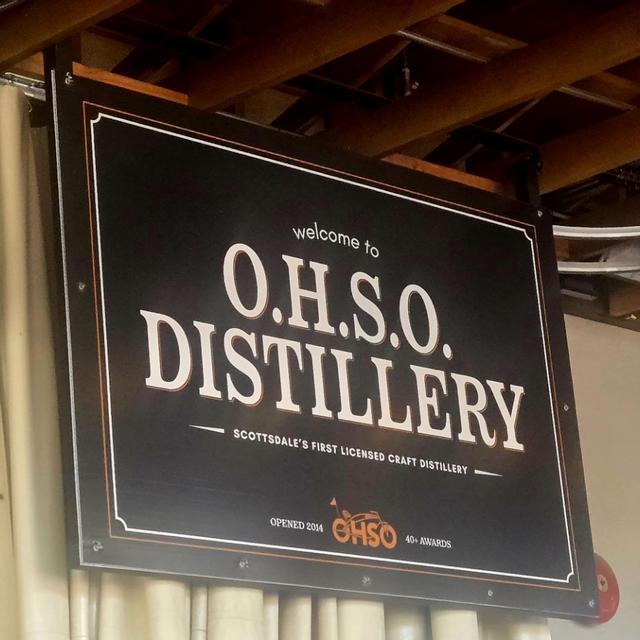 welcome to
O.H.S.O.
DISTILLERY
SCOTTSDALE'S FIRST LICENSED CRAFT DISTILLERY
OPENED 2014 OHSO 40+ AWARDS